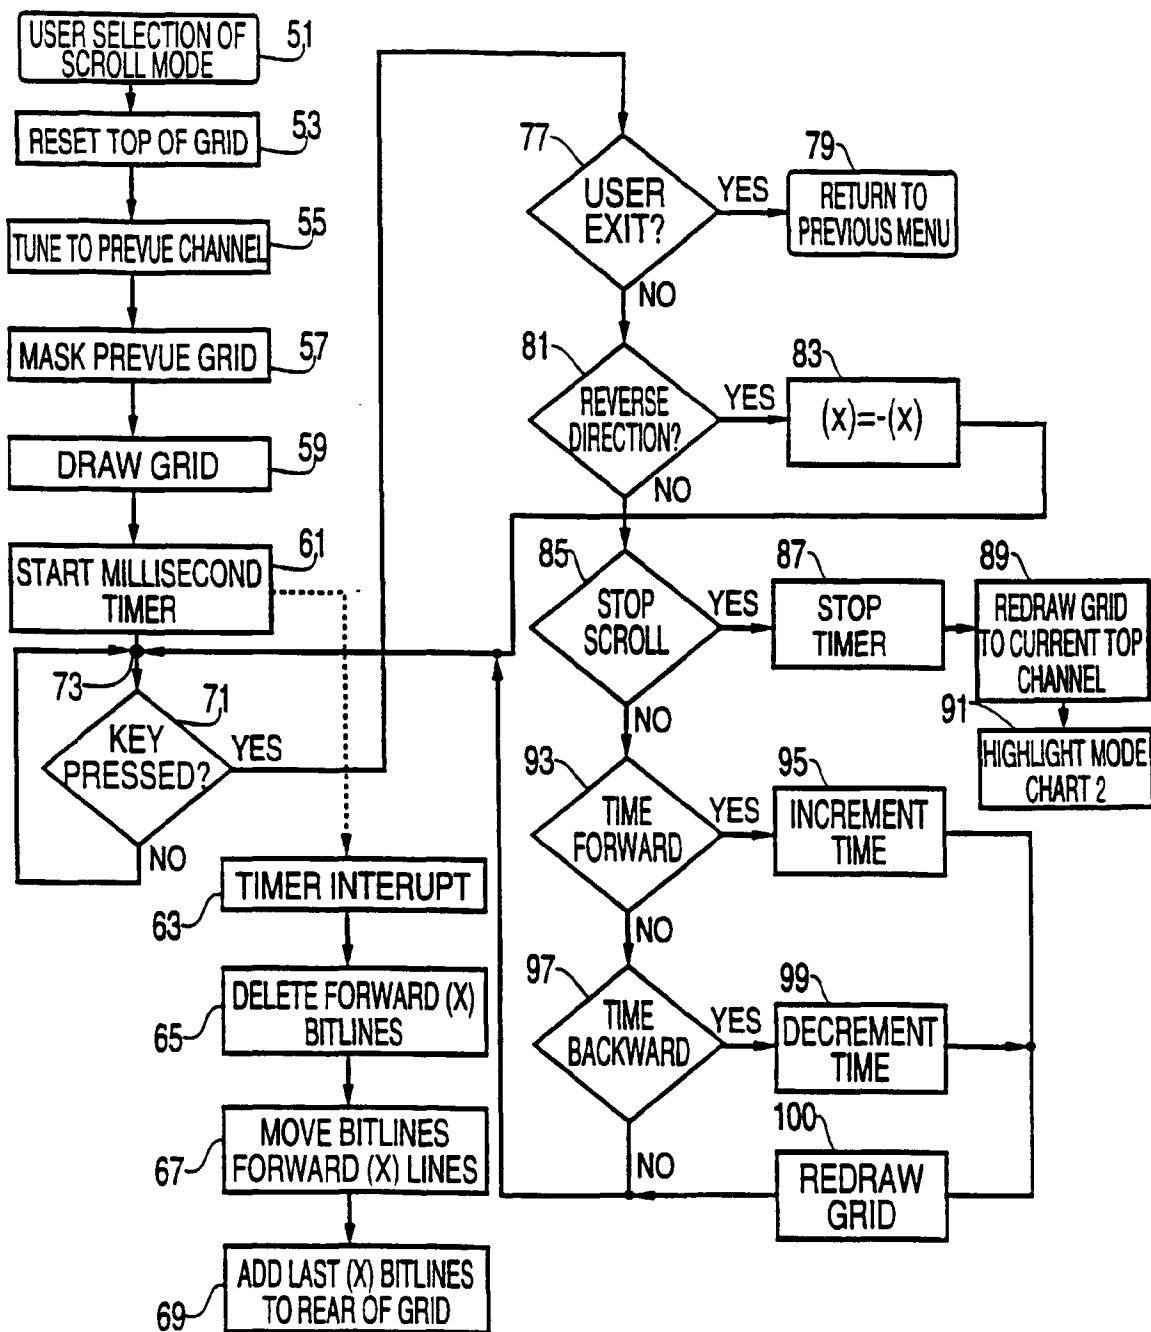 USER SELECTION OF
SCROLL MODE
51
RESET TOP OF GRID
53
TUNE TO PREVUE CHANNEL
55
MASK PREVUE GRID
57
DRAW GRID
59
START MILLISECOND
TIMER
61
73
71
KEY
PRESSED?
YES
NO
TIMER INTERUPT
63
DELETE FORWARD (X)
BITLINES
65
MOVE BITLINES
FORWARD (X) LINES
67
ADD LAST (X) BITLINES
TO REAR OF GRID
69
77
USER
EXIT?
YES
NO
79
RETURN TO
PREVIOUS MENU
81
REVERSE
DIRECTION?
YES
NO
83
(X)=-(X)
85
STOP
SCROLL
YES
NO
87
STOP
TIMER
89
REDRAW GRID
TO CURRENT TOP
CHANNEL
91
HIGHLIGHT MODE
CHART 2
93
TIME
FORWARD
YES
NO
95
INCREMENT
TIME
97
TIME
BACKWARD
YES
NO
99
DECREMENT
TIME
100
REDRAW
GRID